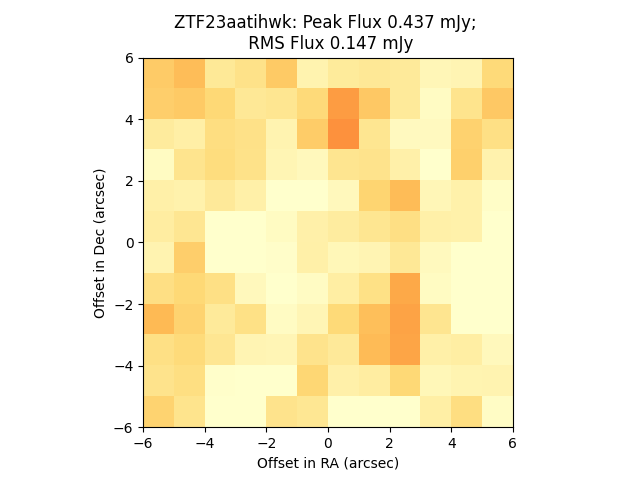 ZTF23aatihwk: Peak Flux 0.437 mJy;
RMS Flux 0.147 mJy
6
4
2
0
−2
−4
−6
Offset in Dec (arcsec)
−6 −4 −2 0 2 4 6
Offset in RA (arcsec)